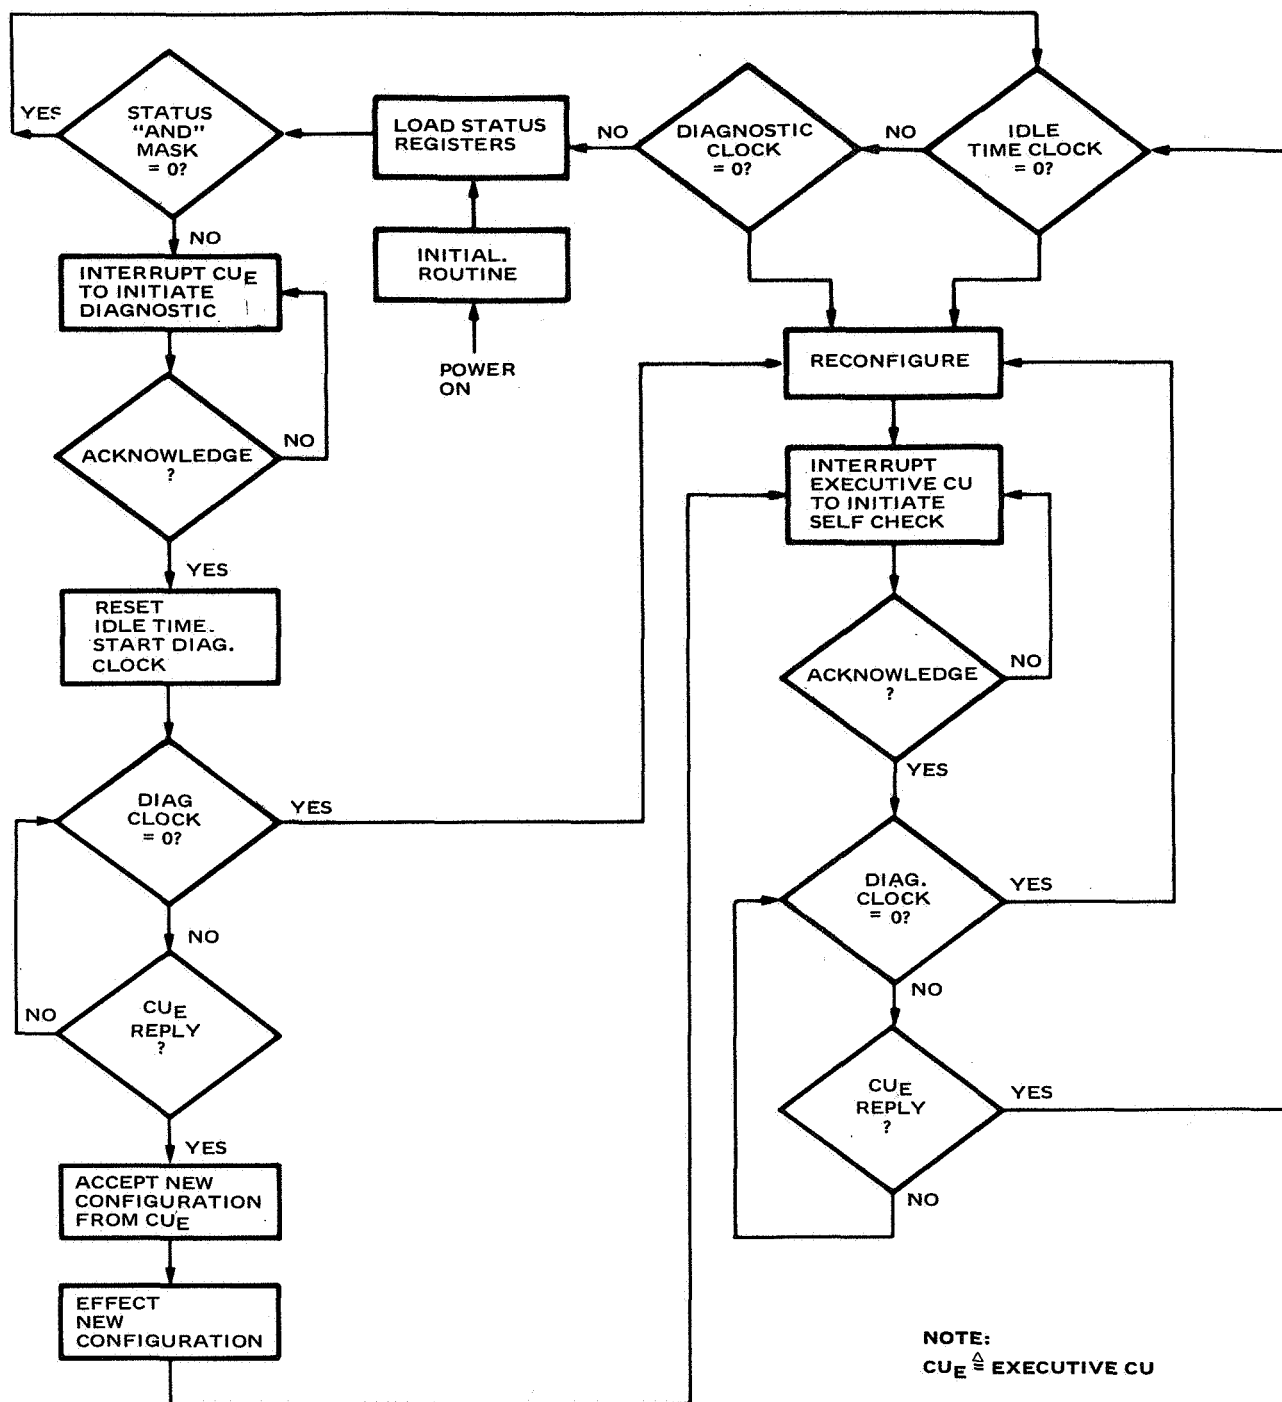 YES
STATUS
"AND"
MASK
= 0?
LOAD STATUS
REGISTERS
NO
DIAGNOSTIC
CLOCK
= 0?
NO
IDLE
TIME CLOCK
= 0?
NO
INTERRUPT CUE
TO INITIATE
DIAGNOSTIC
INITIAL.
ROUTINE
POWER
ON
RECONFIGURE
ACKNOWLEDGE
?
NO
INTERRUPT
EXECUTIVE CU
TO INITIATE
SELF CHECK
YES
RESET
IDLE TIME.
START DIAG.
CLOCK
ACKNOWLEDGE
?
NO
YES
DIAG
CLOCK
= 0?
YES
DIAG.
CLOCK
= 0?
YES
NO
NO
CUE
REPLY
?
NO
CUE
REPLY
?
YES
NO
YES
ACCEPT NEW
CONFIGURATION
FROM CUE
EFFECT
NEW
CONFIGURATION
NOTE:
CUE ≙ EXECUTIVE CU